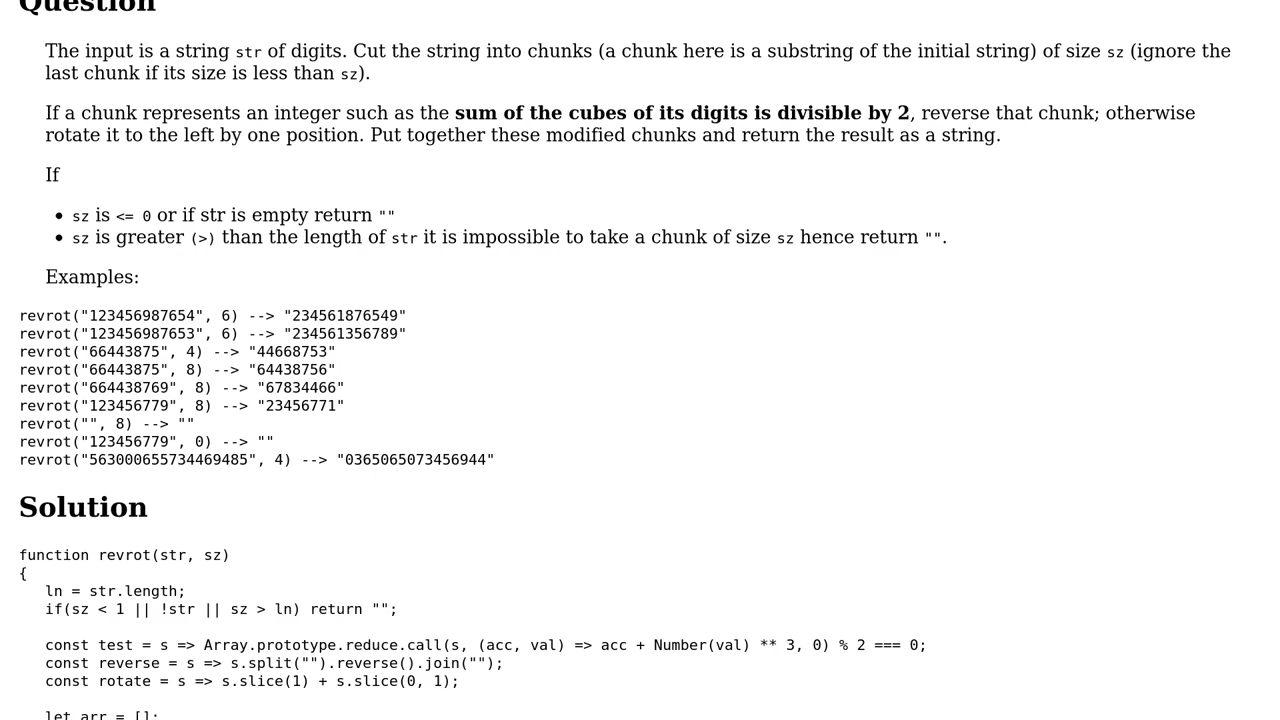 Question
The input is a string str of digits. Cut the string into chunks (a chunk here is a substring of the initial string) of size sz (ignore the
last chunk if its size is less than sz).
If a chunk represents an integer such as the sum of the cubes of its digits is divisible by 2, reverse that chunk; otherwise
rotate it to the left by one position. Put together these modified chunks and return the result as a string.
If
• sz is <= 0 or if str is empty return ""
• sz is greater (>) than the length of str it is impossible to take a chunk of size sz hence return "".
Examples:
revrot("123456987654", 6) --> "234561876549"
revrot("123456987653", 6) --> "234561356789"
revrot("66443875", 4) --> "44668753"
revrot("66443875", 8) --> "64438756"
revrot("664438769", 8) --> "67834466"
revrot("123456779", 8) --> "23456771"
revrot("", 8) --> ""
revrot("123456779", 0) --> ""
revrot("563000655734469485", 4) --> "0365065073456944"
Solution
function revrot(str, sz)
{
ln = str.length;
if(sz < 1 || !str || sz > ln) return "";
const test = s => Array.prototype.reduce.call(s, (acc, val) => acc + Number(val) ** 3, 0) % 2 === 0;
const reverse = s => s.split("").reverse().join("");
const rotate = s => s.slice(1) + s.slice(0, 1);
let arr = [];